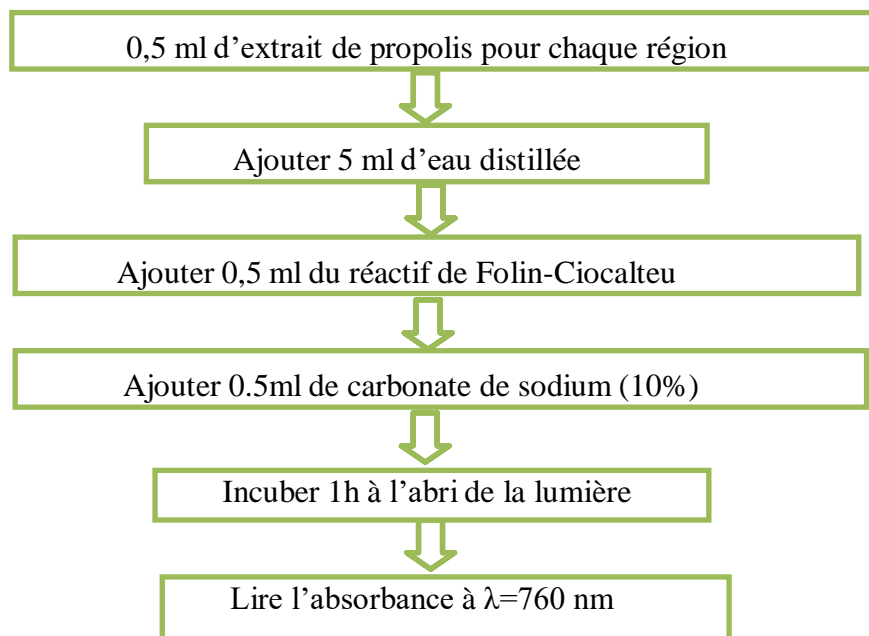 0,5 ml d’extrait de propolis pour chaque région
Ajouter 5 ml d’eau distillée
Ajouter 0,5 ml du réactif de Folin-Ciocalteu
Ajouter 0.5ml de carbonate de sodium (10%)
Incuber 1h à l’abri de la lumière
Lire l’absorbance à λ=760 nm